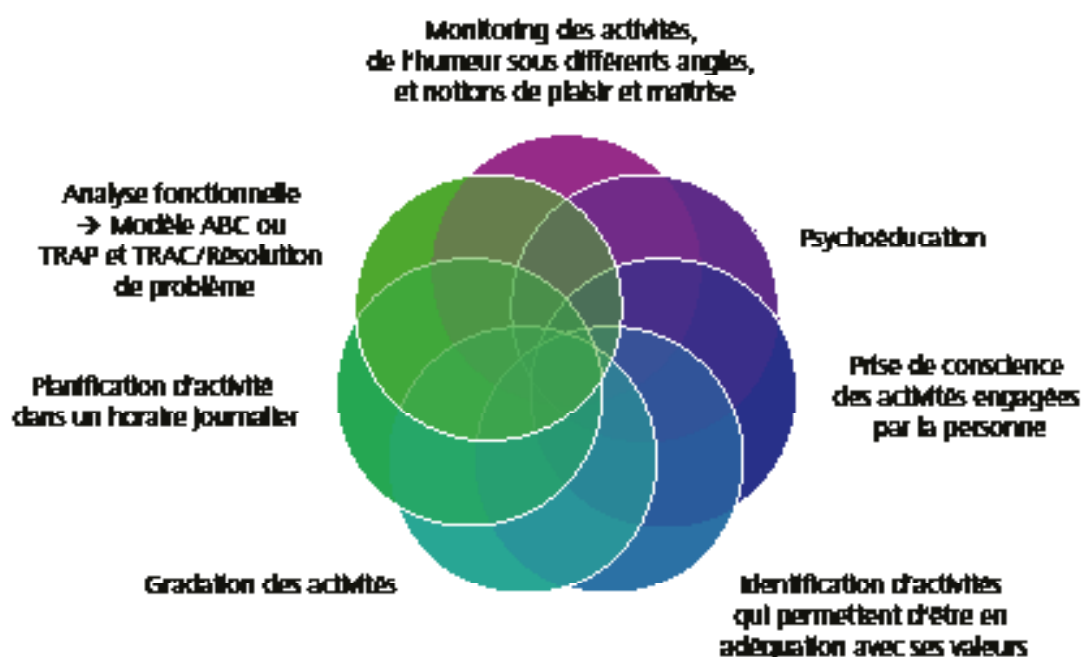 Monitoring des activités,
de l'humeur sous différents angles,
et notions de plaisir et maîtrise
Analyse fonctionnelle
→ Modèle ABC ou
TRAP et TRAC/Résolution
de problème
Psychoéducation
Planification d'activité
dans un horaire journalier
Prise de conscience
des activités engagées
par la personne
Gradation des activités
Identification d'activités
qui permettent d'être en
adéquation avec ses valeurs